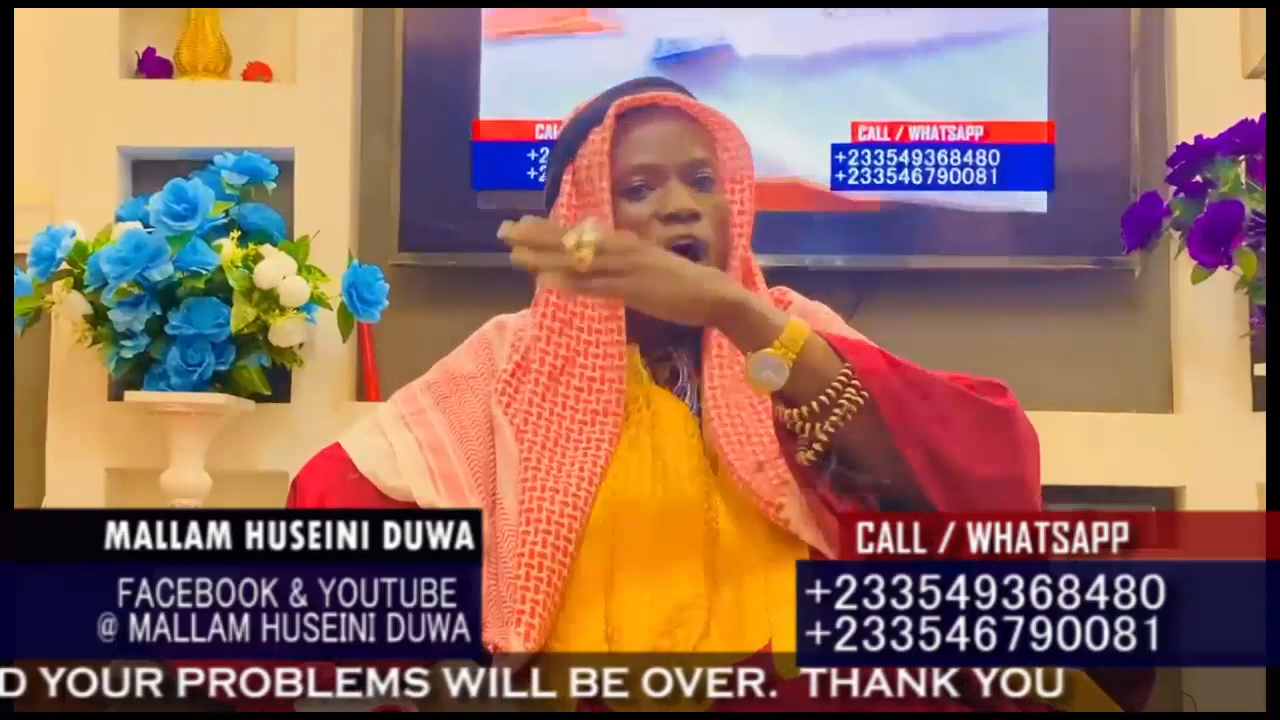 CALL / WHATSAPP
+233549368480
+233546790081
MALLAM HUSEINI DUWA
FACEBOOK & YOUTUBE
@ MALLAM HUSEINI DUWA
CALL / WHATSAPP
+233549368480
+233546790081
YOUR PROBLEMS WILL BE OVER. THANK YOU